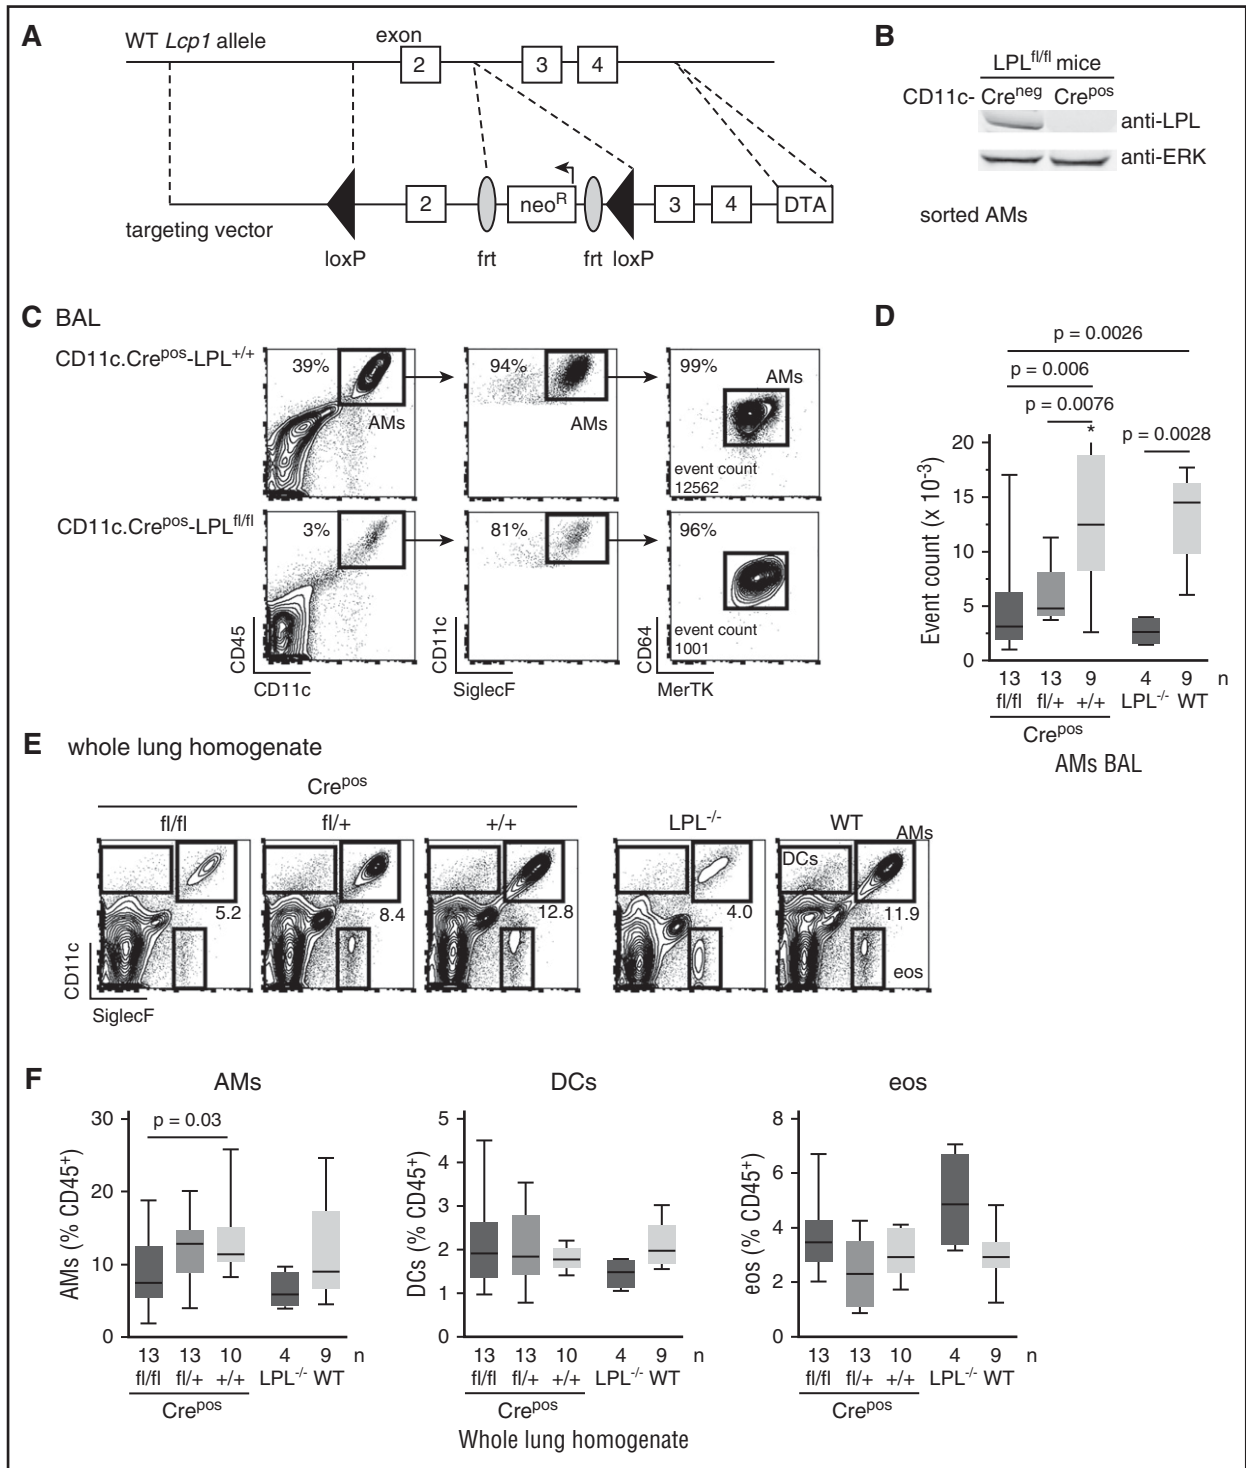 A
WT Lcp1 allele
exon
2
3
4
2
neoR
3
4
DTA
targeting vector
loxP
frt
frt loxP
B
LPLfl/fl mice
CD11c- Creneg Crepos
anti-LPL
anti-ERK
sorted AMs
C BAL
CD11c.Crepos-LPL+/+
39%
AMs
94%
AMs
99%
AMs
event count
12562
CD11c.Crepos-LPLfl/fl
3%
81%
96%
event count
1001
CD45
CD11c
CD11c
SiglecF
CD64
MerTK
D
p = 0.0026
p = 0.006
p = 0.0076
*
p = 0.0028
Event count (x 10-3)
20
15
10
5
0
13 13 9 4 9 n
fl/fl fl/+ +/+ LPL-/- WT
Crepos
AMs BAL
E whole lung homogenate
Crepos
fl/fl fl/+ +/+ LPL-/- WT
AMs
DCs
5.2 8.4 12.8 4.0 11.9
eos
CD11c
SiglecF
F
AMs
p = 0.03
AMs (% CD45+)
30
20
10
0
13 13 10 4 9 n
fl/fl fl/+ +/+ LPL-/- WT
Crepos
DCs
DCs (% CD45+)
5
4
3
2
1
0
13 13 10 4 9 n
fl/fl fl/+ +/+ LPL-/- WT
Crepos
eos
eos (% CD45+)
8
6
4
2
0
13 13 10 4 9 n
fl/fl fl/+ +/+ LPL-/- WT
Crepos
Whole lung homogenate